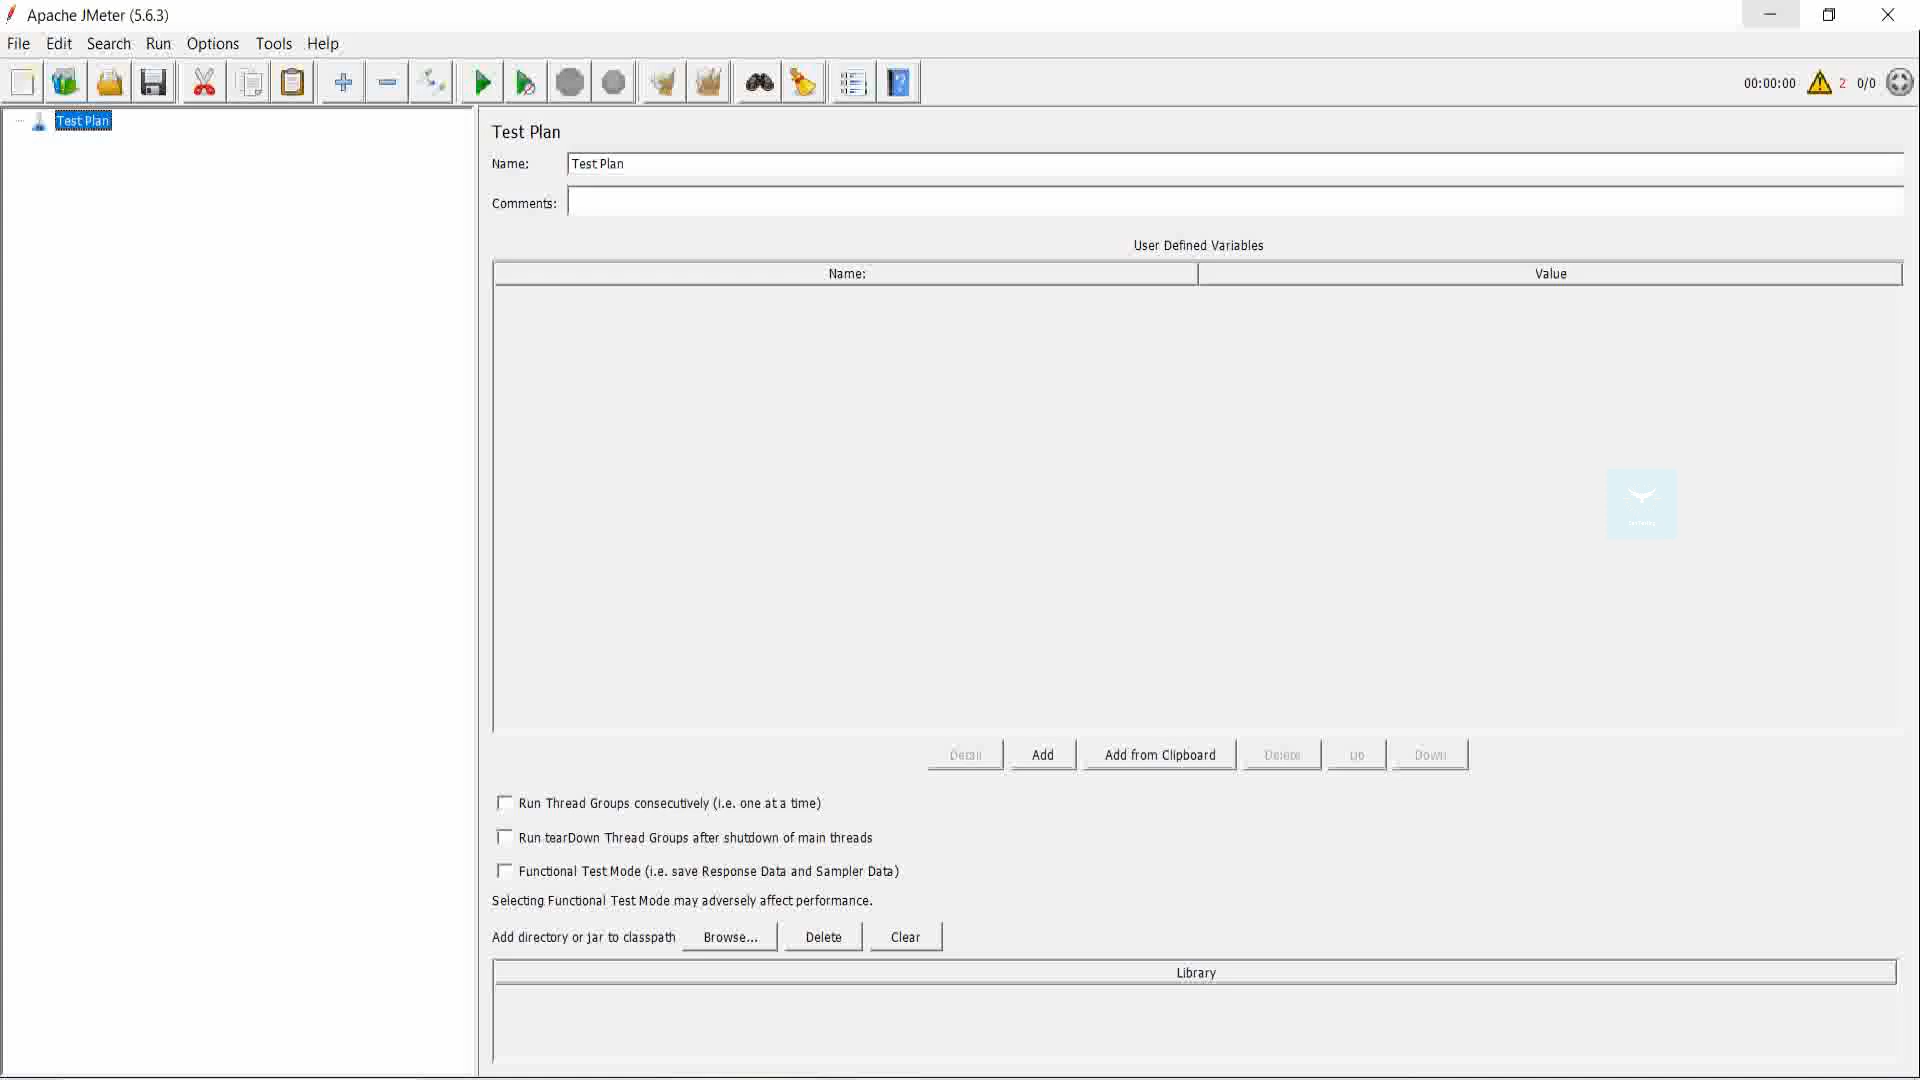 Apache JMeter (5.6.3)
File Edit Search Run Options Tools Help
00:00:00 2 0/0
Test Plan
Test Plan
Name: Test Plan
Comments:
User Defined Variables
Name: Value
Detail Add Add from Clipboard Delete Up Down
Run Thread Groups consecutively (i.e. one at a time)
Run tearDown Thread Groups after shutdown of main threads
Functional Test Mode (i.e. save Response Data and Sampler Data)
Selecting Functional Test Mode may adversely affect performance.
Add directory or jar to classpath Browse... Delete Clear
Library